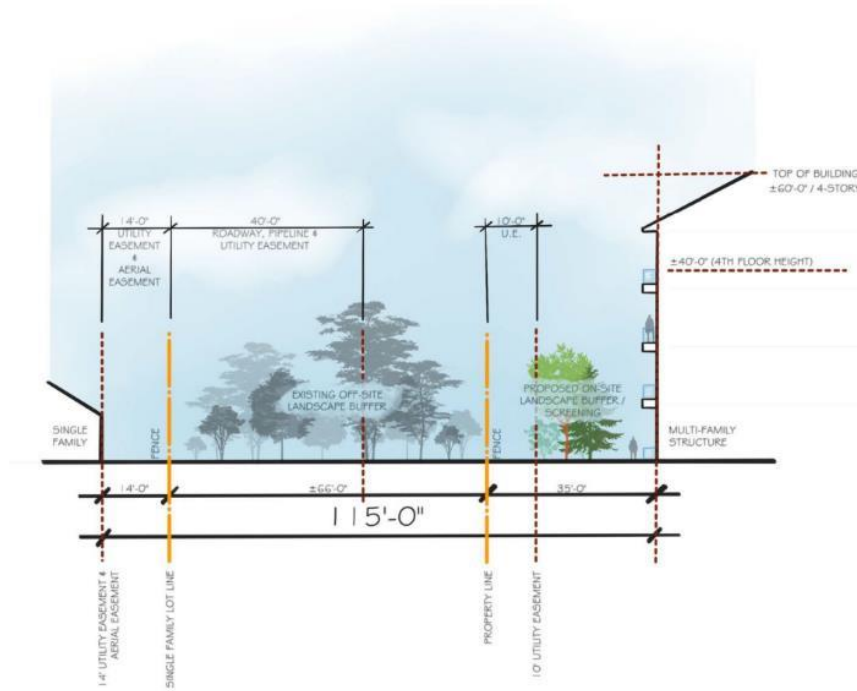 TOP OF BUILDING
±60'-0" / 4-STORY
14'-0"
UTILITY
EASEMENT
&
AERIAL
EASEMENT
40'-0"
ROADWAY, PIPELINE &
UTILITY EASEMENT
10'-0"
U.E.
±40'-0" (4TH FLOOR HEIGHT)
EXISTING OFF-SITE
LANDSCAPE BUFFER
PROPOSED ON-SITE
LANDSCAPE BUFFER /
SCREENING
SINGLE
FAMILY
FENCE
FENCE
MULTI-FAMILY
STRUCTURE
14'-0"
±66'-0"
35'-0"
115'-0"
14' UTILITY EASEMENT &
AERIAL EASEMENT
SINGLE FAMILY LOT LINE
PROPERTY LINE
10' UTILITY EASEMENT